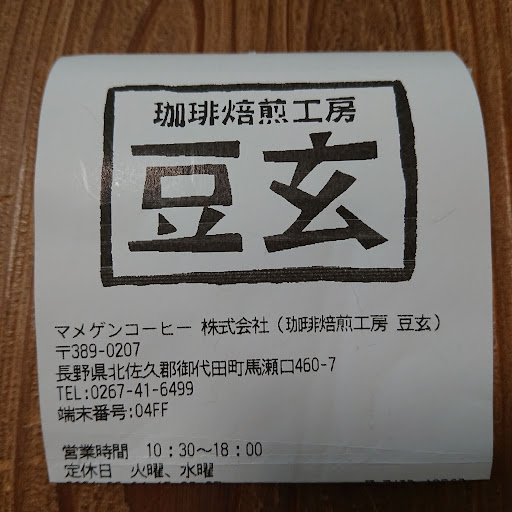 珈琲焙煎工房
豆玄
マメゲンコーヒー 株式会社（珈琲焙煎工房 豆玄）
〒389-0207
長野県北佐久郡御代田町馬瀬口460-7
TEL:0267-41-6499
端末番号:04FF
営業時間 10:30～18:00
定休日 火曜、水曜